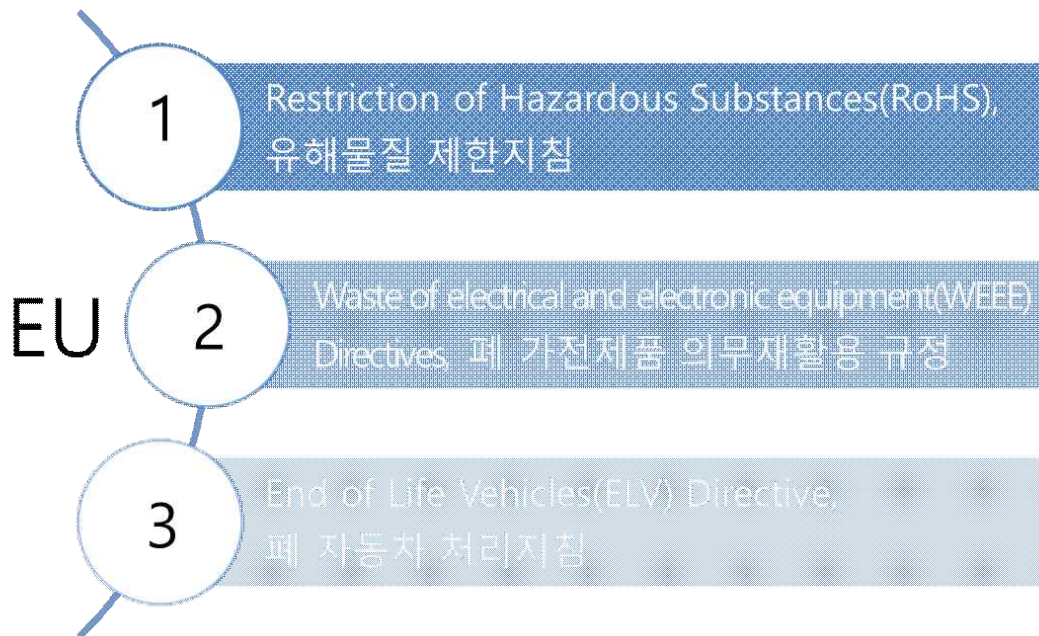 EU
1
Restriction of Hazardous Substances(RoHS),
유해물질 제한지침
2
Waste of electrical and electronic equipment(WEEE)
Directives, 폐 가전제품 의무재활용 규정
3
End of Life Vehicles(ELV) Directive,
폐 자동차 처리지침